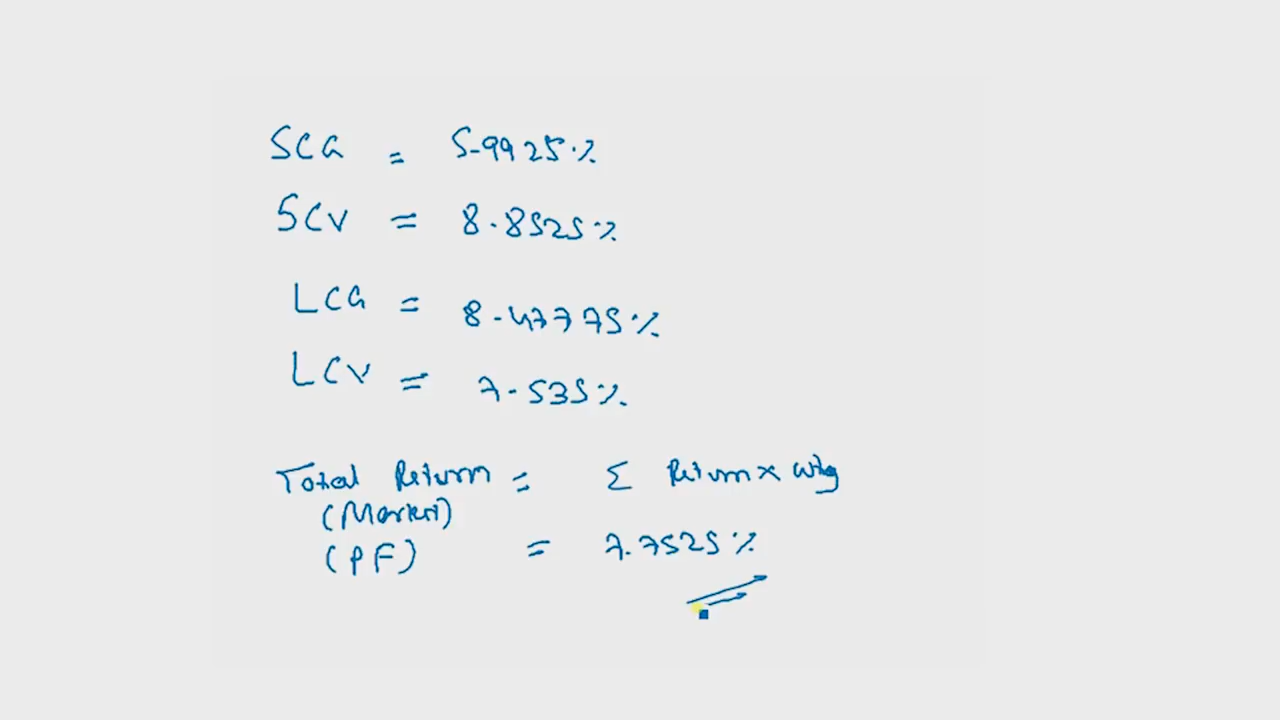 SCG = 5.9925%
SCV = 8.8525%
LCG = 8.47775%
LCV = 7.535%
Total Return = Σ Return x wtg
(Market)
(PF) = 7.7525%